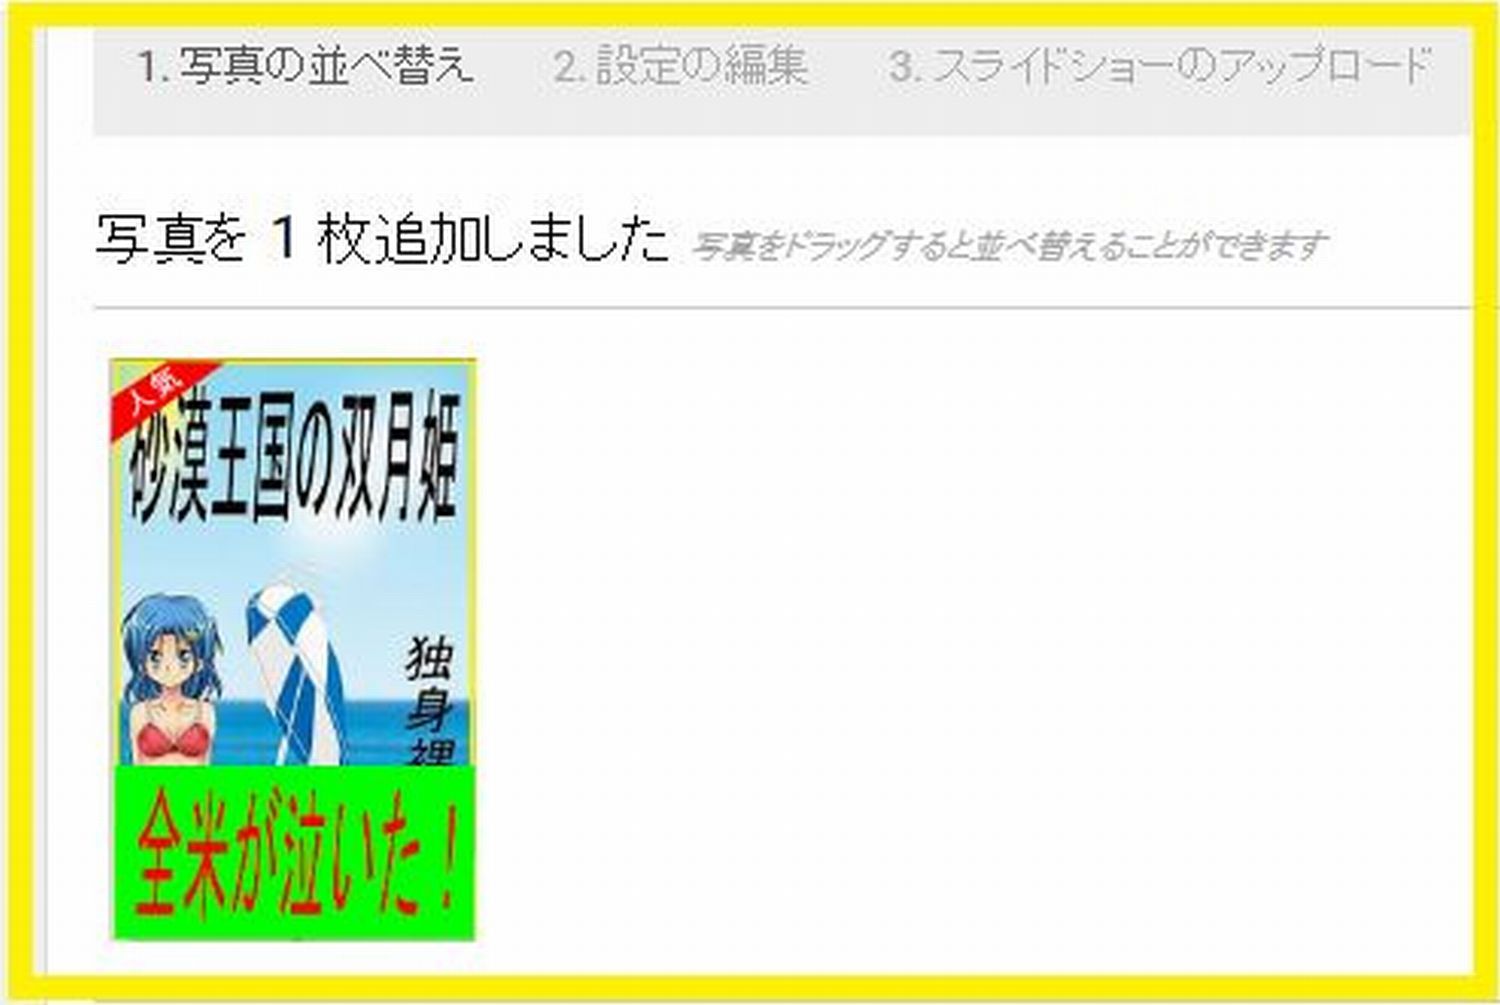 1. 写真の並べ替え 2. 設定の編集 3. スライドショーのアップロード
写真を 1 枚追加しました 写真をドラッグすると並べ替えることができます
人気
砂漠王国の双月姫
独身裸
全米が泣いた！